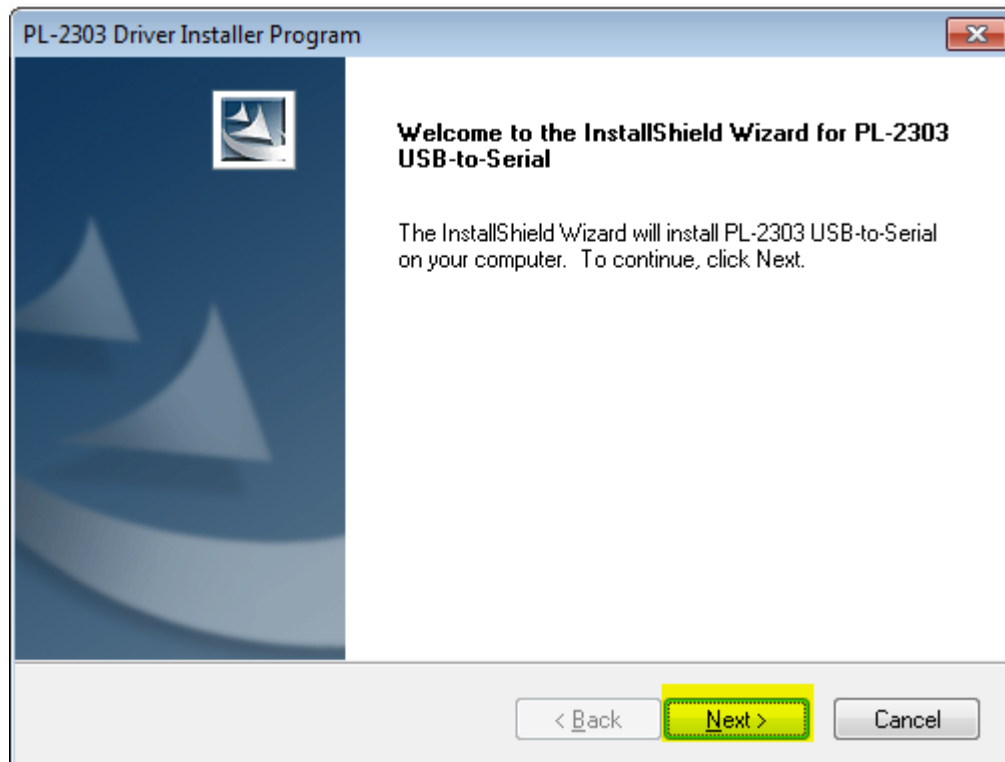 PL-2303 Driver Installer Program
Welcome to the InstallShield Wizard for PL-2303
USB-to-Serial
The InstallShield Wizard will install PL-2303 USB-to-Serial
on your computer.  To continue, click Next.
< Back
Next >
Cancel